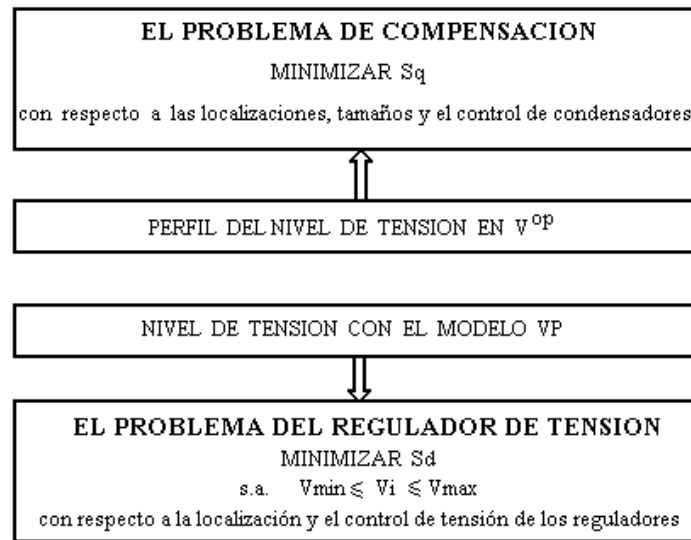 EL PROBLEMA DE COMPENSACION
MINIMIZAR Sq
con respecto a las localizaciones, tamaños y el control de condensadores
PERFIL DEL NIVEL DE TENSION EN V^op
NIVEL DE TENSION CON EL MODELO VP
EL PROBLEMA DEL REGULADOR DE TENSION
MINIMIZAR Sd
s.a. Vmin ⩽ Vi ⩽ Vmax
con respecto a la localización y el control de tensión de los reguladores